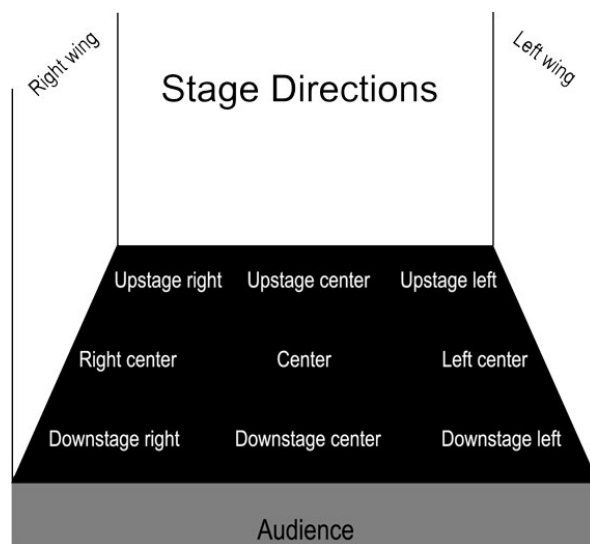 Right wing
Left wing
Stage Directions
Upstage right Upstage center Upstage left
Right center Center Left center
Downstage right Downstage center Downstage left
Audience